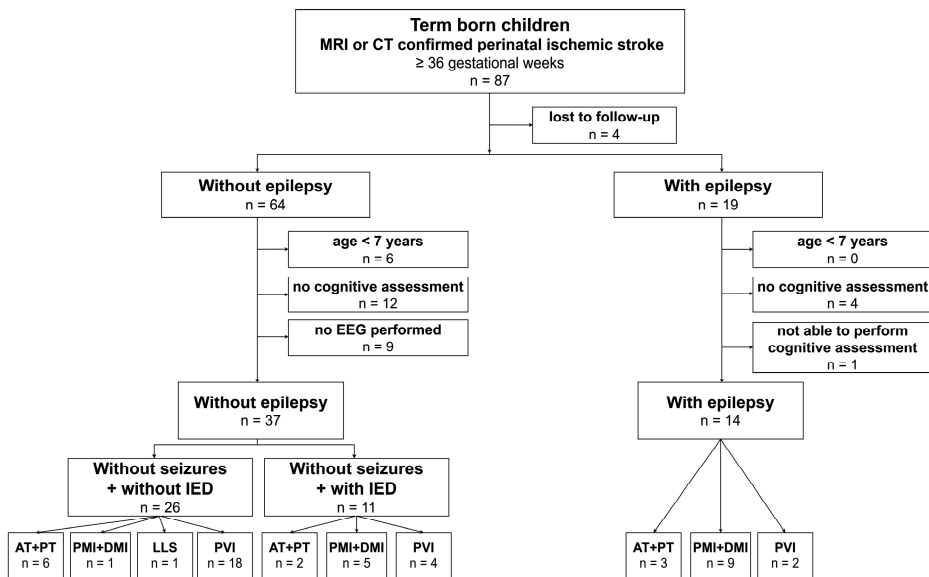 Term born children
MRI or CT confirmed perinatal ischemic stroke
≥ 36 gestational weeks
n = 87
lost to follow-up
n = 4
Without epilepsy
n = 64
With epilepsy
n = 19
age < 7 years
n = 6
age < 7 years
n = 0
no cognitive assessment
n = 12
no cognitive assessment
n = 4
no EEG performed
n = 9
not able to perform
cognitive assessment
n = 1
Without epilepsy
n = 37
With epilepsy
n = 14
Without seizures
+ without IED
n = 26
Without seizures
+ with IED
n = 11
AT+PT
n = 6
PMI+DMI
n = 1
LLS
n = 1
PVI
n = 18
AT+PT
n = 2
PMI+DMI
n = 5
PVI
n = 4
AT+PT
n = 3
PMI+DMI
n = 9
PVI
n = 2